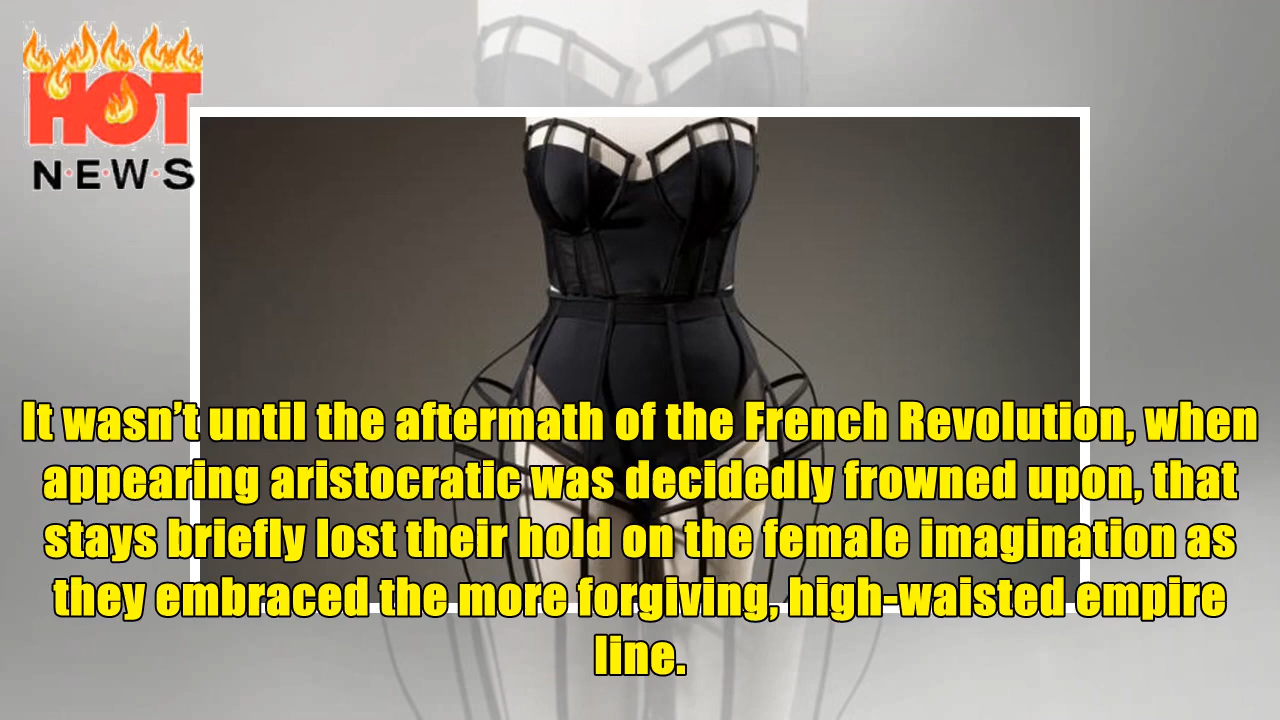 HOT
N·E·W·S
It wasn’t until the aftermath of the French Revolution, when
appearing aristocratic was decidedly frowned upon, that
stays briefly lost their hold on the female imagination as
they embraced the more forgiving, high-waisted empire
line.